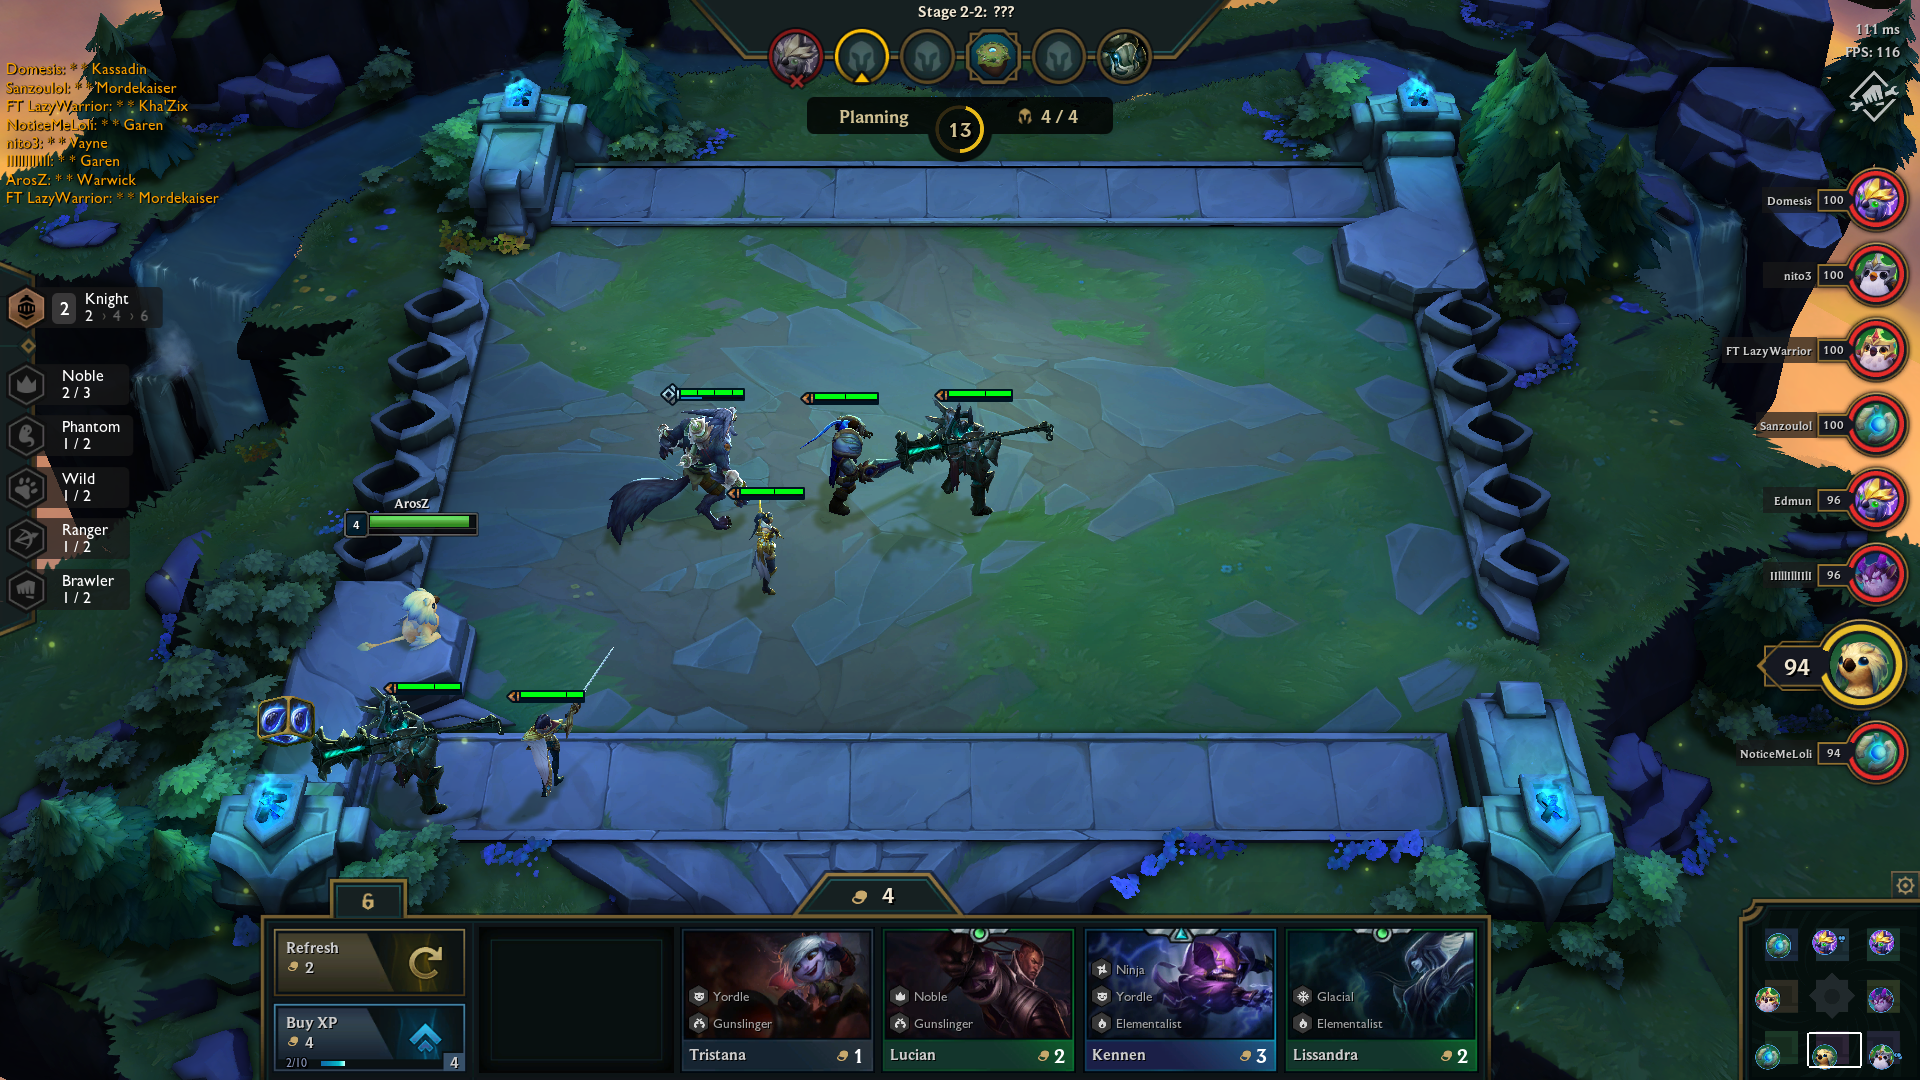 Stage 2-2: ???
111 ms
FPS: 116
Domesis: * * Kassadin
Sanzoulol: * * Mordekaiser
FT LazyWarrior: * * Kha'Zix
NoticeMeLoli: * * Garen
nito3: * * Vayne
IIIIIIIIIIII: * * Garen
ArosZ: * * Warwick
FT LazyWarrior: * * Mordekaiser
Planning
13
4 / 4
2
Knight
2 › 4 › 6
Noble
2 / 3
Phantom
1 / 2
Wild
1 / 2
Ranger
1 / 2
Brawler
1 / 2
Domesis 100
nito3 100
FT LazyWarrior 100
Sanzoulol 100
Edmun 96
96
94
NoticeMeLoli 94
ArosZ
4
6
4
Refresh
2
Buy XP
4
2/10
4
Yordle
Gunslinger
Tristana 1
Noble
Gunslinger
Lucian 2
Ninja
Yordle
Elementalist
Kennen 3
Glacial
Elementalist
Lissandra 2